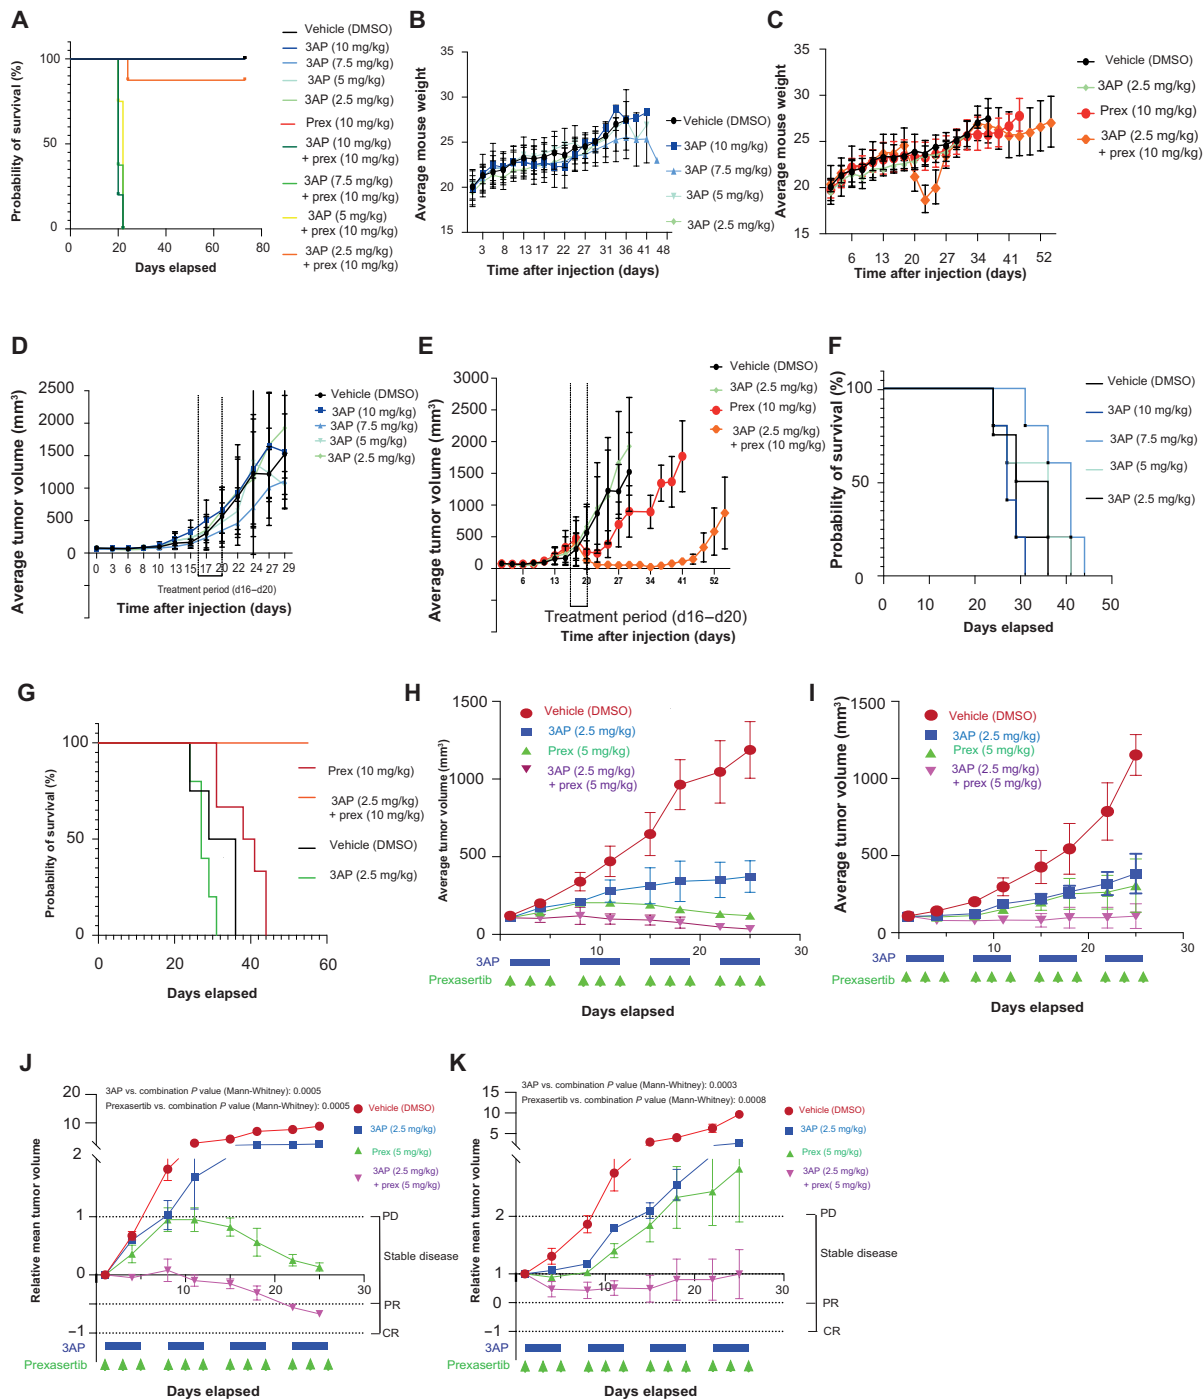 A
Probability of survival (%)
100
50
0
0
20
40
60
80
Days elapsed
Vehicle (DMSO)
3AP (10 mg/kg)
3AP (7.5 mg/kg)
3AP (5 mg/kg)
3AP (2.5 mg/kg)
Prex (10 mg/kg)
3AP (10 mg/kg)
+ prex (10 mg/kg)
3AP (7.5 mg/kg)
+ prex (10 mg/kg)
3AP (5 mg/kg)
+ prex (10 mg/kg)
3AP (2.5 mg/kg)
+ prex (10 mg/kg)
B
Average mouse weight
35
30
25
20
15
3 8 13 17 22 27 31 36 41 48
Time after injection (days)
Vehicle (DMSO)
3AP (10 mg/kg)
3AP (7.5 mg/kg)
3AP (5 mg/kg)
3AP (2.5 mg/kg)
C
Average mouse weight
35
30
25
20
15
6 13 20 27 34 41 52
Time after injection (days)
Vehicle (DMSO)
3AP (2.5 mg/kg)
Prex (10 mg/kg)
3AP (2.5 mg/kg)
+ prex (10 mg/kg)
D
Average tumor volume (mm³)
2500
2000
1500
1000
500
0
0 3 6 8 10 13 15 17 20 22 24 27 29
Treatment period (d16–d20)
Time after injection (days)
Vehicle (DMSO)
3AP (10 mg/kg)
3AP (7.5 mg/kg)
3AP (5 mg/kg)
3AP (2.5 mg/kg)
E
Average tumor volume (mm³)
3000
2500
2000
1500
1000
500
0
6 13 20 27 34 41 52
Treatment period (d16–d20)
Time after injection (days)
Vehicle (DMSO)
3AP (2.5 mg/kg)
Prex (10 mg/kg)
3AP (2.5 mg/kg)
+ prex (10 mg/kg)
F
Probability of survival (%)
100
50
0
0 10 20 30 40 50
Days elapsed
Vehicle (DMSO)
3AP (10 mg/kg)
3AP (7.5 mg/kg)
3AP (5 mg/kg)
3AP (2.5 mg/kg)
G
Probability of survival (%)
100
50
0
0 20 40 60
Days elapsed
Prex (10 mg/kg)
3AP (2.5 mg/kg)
+ prex (10 mg/kg)
Vehicle (DMSO)
3AP (2.5 mg/kg)
H
Average tumor volume (mm³)
1500
1000
500
0
10 20 30
Vehicle (DMSO)
3AP (2.5 mg/kg)
Prex (5 mg/kg)
3AP (2.5 mg/kg)
+ prex (5 mg/kg)
3AP
Prexasertib
Days elapsed
I
Average tumor volume (mm³)
1500
1000
500
0
10 20 30
Vehicle (DMSO)
3AP (2.5 mg/kg)
Prex (5 mg/kg)
3AP (2.5 mg/kg)
+ prex (5 mg/kg)
3AP
Prexasertib
Days elapsed
J
3AP vs. combination P value (Mann-Whitney): 0.0005
Prexasertib vs. combination P value (Mann-Whitney): 0.0005
Relative mean tumor volume
20
10
2
1
0
−1
10 20 30
Vehicle (DMSO)
3AP (2.5 mg/kg)
Prex (5 mg/kg)
3AP (2.5 mg/kg)
+ prex (5 mg/kg)
PD
Stable disease
PR
CR
3AP
Prexasertib
Days elapsed
K
3AP vs. combination P value (Mann-Whitney): 0.0003
Prexasertib vs. combination P value (Mann-Whitney): 0.0008
Relative mean tumor volume
15
10
5
2
1
0
−1
10 20 30
Vehicle (DMSO)
3AP (2.5 mg/kg)
Prex (5 mg/kg)
3AP (2.5 mg/kg)
+ prex( 5 mg/kg)
PD
Stable disease
PR
CR
3AP
Prexasertib
Days elapsed